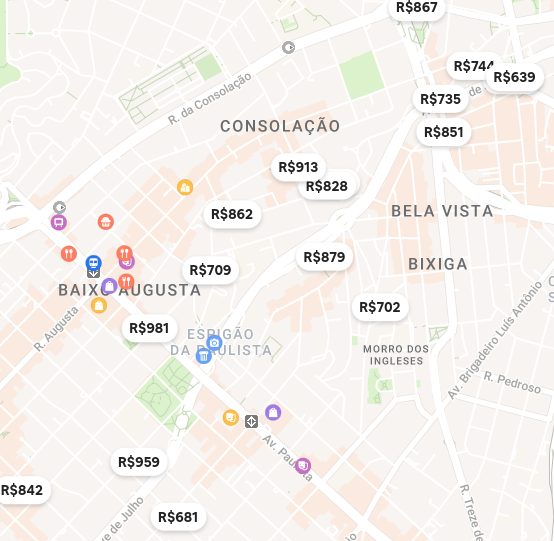 R$867
R$744
R$639
R$735
de
R. da Consolação
CONSOLAÇÃO
R$851
R$913
R$828
R$862
BELA VISTA
R$879
BIXIGA
R$709
BAIXO AUGUSTA
R$702
R. Augusta
R$981
ESPIGÃO
DA PAULISTA
MORRO DOS
INGLESES
Av. Brigadeiro Luís Antônio
R. Pedroso
Av. Paulista
R$959
R$842
R$681
ve de Julho
R. Treze de